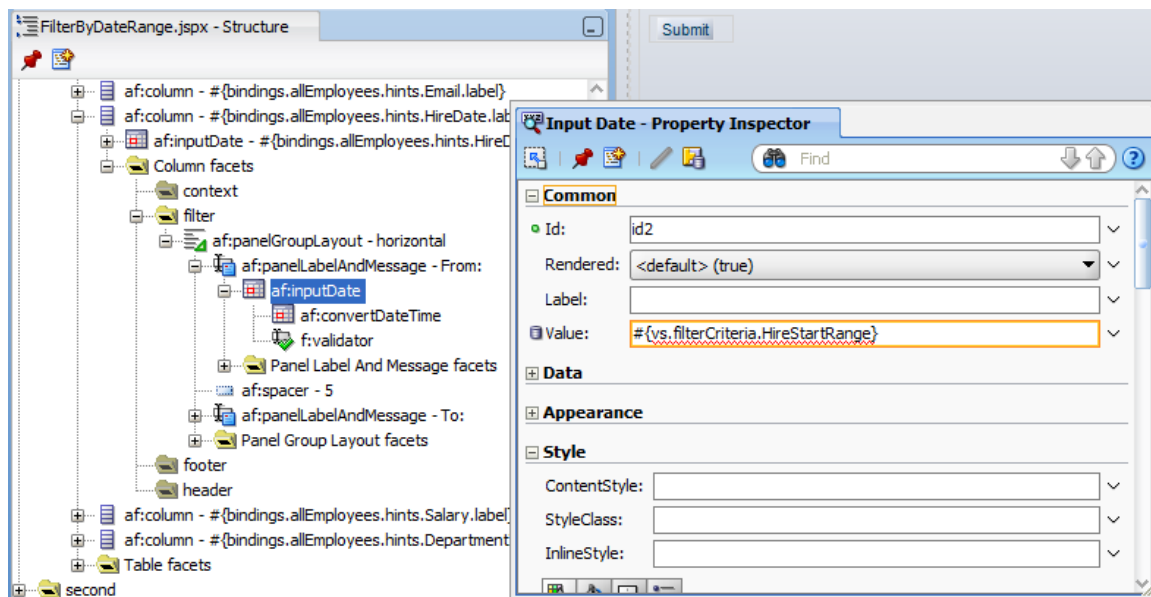 FilterByDateRange.jspx - Structure
Submit
af:column - #{bindings.allEmployees.hints.Email.label}
af:column - #{bindings.allEmployees.hints.HireDate.lab
af:inputDate - #{bindings.allEmployees.hints.HireD
Column facets
context
filter
af:panelGroupLayout - horizontal
af:panelLabelAndMessage - From:
af:inputDate
af:convertDateTime
f:validator
Panel Label And Message facets
af:spacer - 5
af:panelLabelAndMessage - To:
Panel Group Layout facets
footer
header
af:column - #{bindings.allEmployees.hints.Salary.label}
af:column - #{bindings.allEmployees.hints.Department
Table facets
second
XYZ
Input Date - Property Inspector
Find
?
Common
Id: id2
Rendered: <default> (true)
Label:
Value: #{vs.filterCriteria.HireStartRange}
Data
Appearance
Style
ContentStyle:
StyleClass:
InlineStyle: